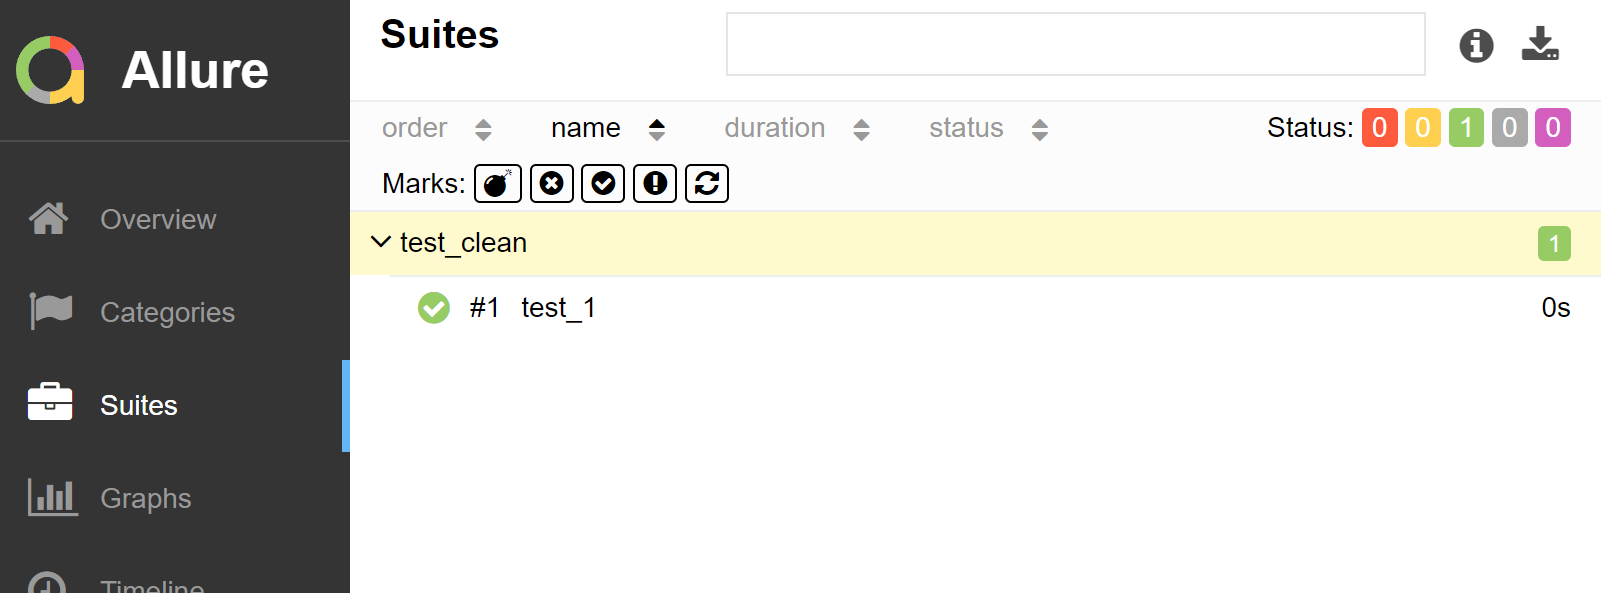 Allure
Overview
Categories
Suites
Graphs
Timeline
Suites
order name duration status Status: 0 0 1 0 0
Marks:
test_clean 1
#1 test_1 0s